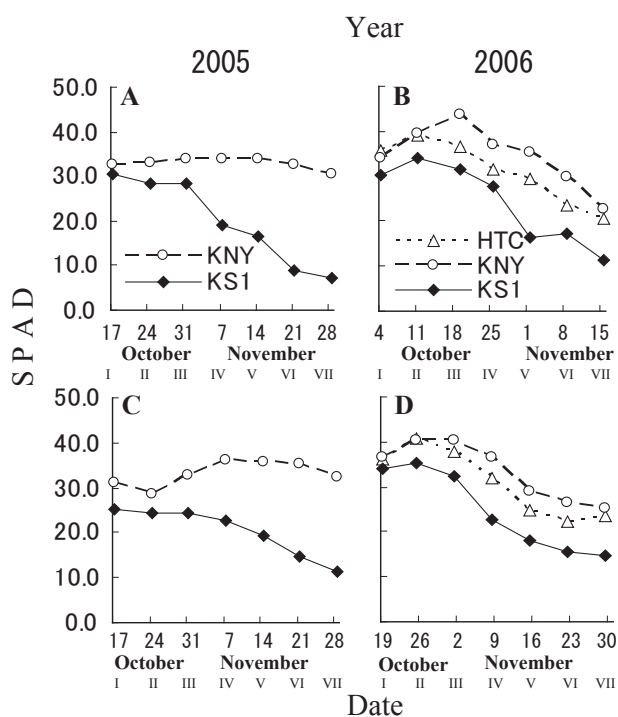 Year
2005 2006
A B
50.0
40.0
30.0
20.0
10.0
0.0
KNY
KS1
HTC
KNY
KS1
17 24 31 7 14 21 28
October November
I II III IV V VI VII
4 11 18 25 1 8 15
October November
I II III IV V VI VII
SPAD
C D
50.0
40.0
30.0
20.0
10.0
0.0
17 24 31 7 14 21 28
October November
I II III IV V VI VII
19 26 2 9 16 23 30
October November
I II III IV V VI VII
Date